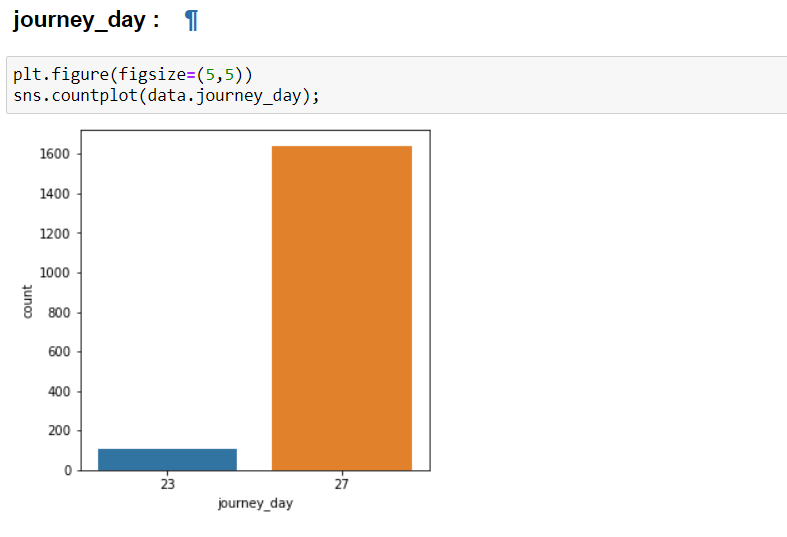 journey_day : ¶
plt.figure(figsize=(5,5))
sns.countplot(data.journey_day);
1600
1400
1200
1000
800
600
400
200
0
count
23 27
journey_day